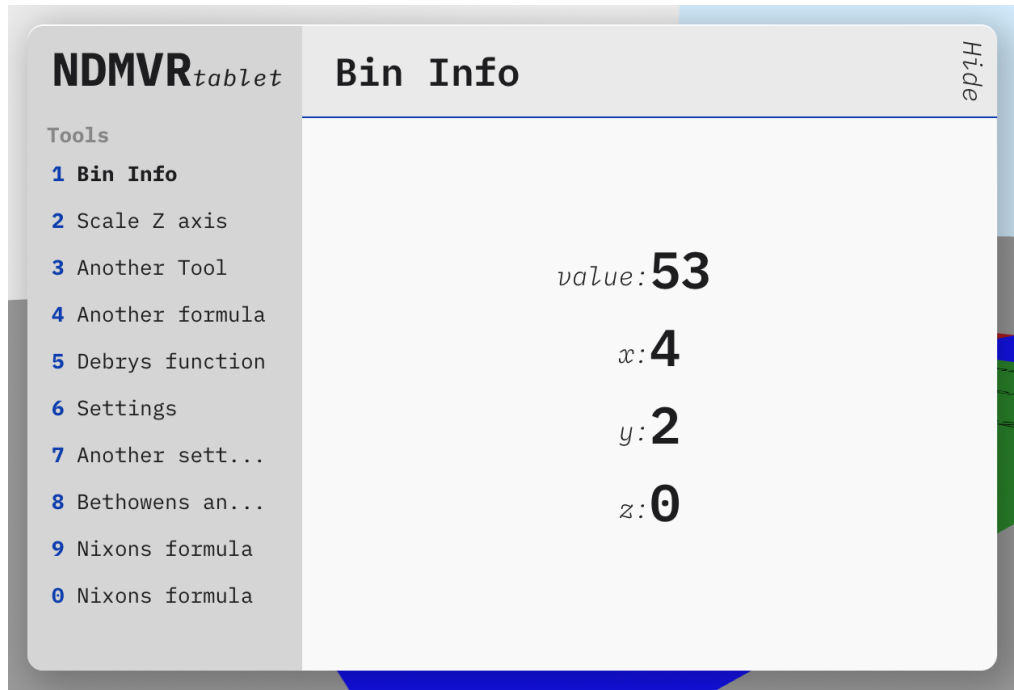 NDMVRtablet
Tools
1 Bin Info
2 Scale Z axis
3 Another Tool
4 Another formula
5 Debrys function
6 Settings
7 Another sett...
8 Bethowens an...
9 Nixons formula
0 Nixons formula
Bin Info
Hide
value:53
x:4
y:2
z:0